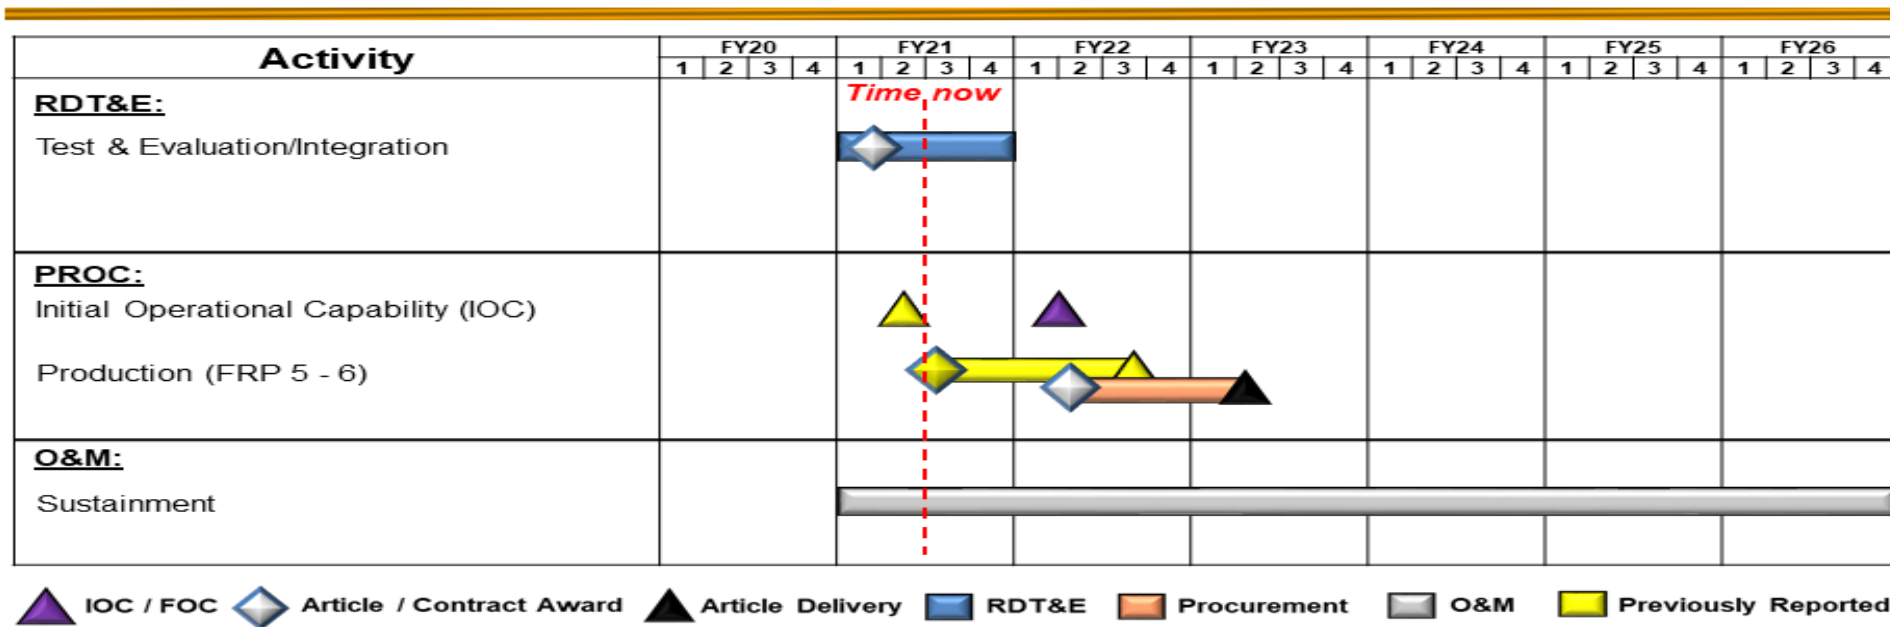 Activity FY20 FY21 FY22 FY23 FY24 FY25 FY26
1 2 3 4 1 2 3 4 1 2 3 4 1 2 3 4 1 2 3 4 1 2 3 4 1 2 3 4
Time now
RDT&E:
Test & Evaluation/Integration
PROC:
Initial Operational Capability (IOC)
Production (FRP 5 - 6)
O&M:
Sustainment
IOC / FOC Article / Contract Award Article Delivery RDT&E Procurement O&M Previously Reported